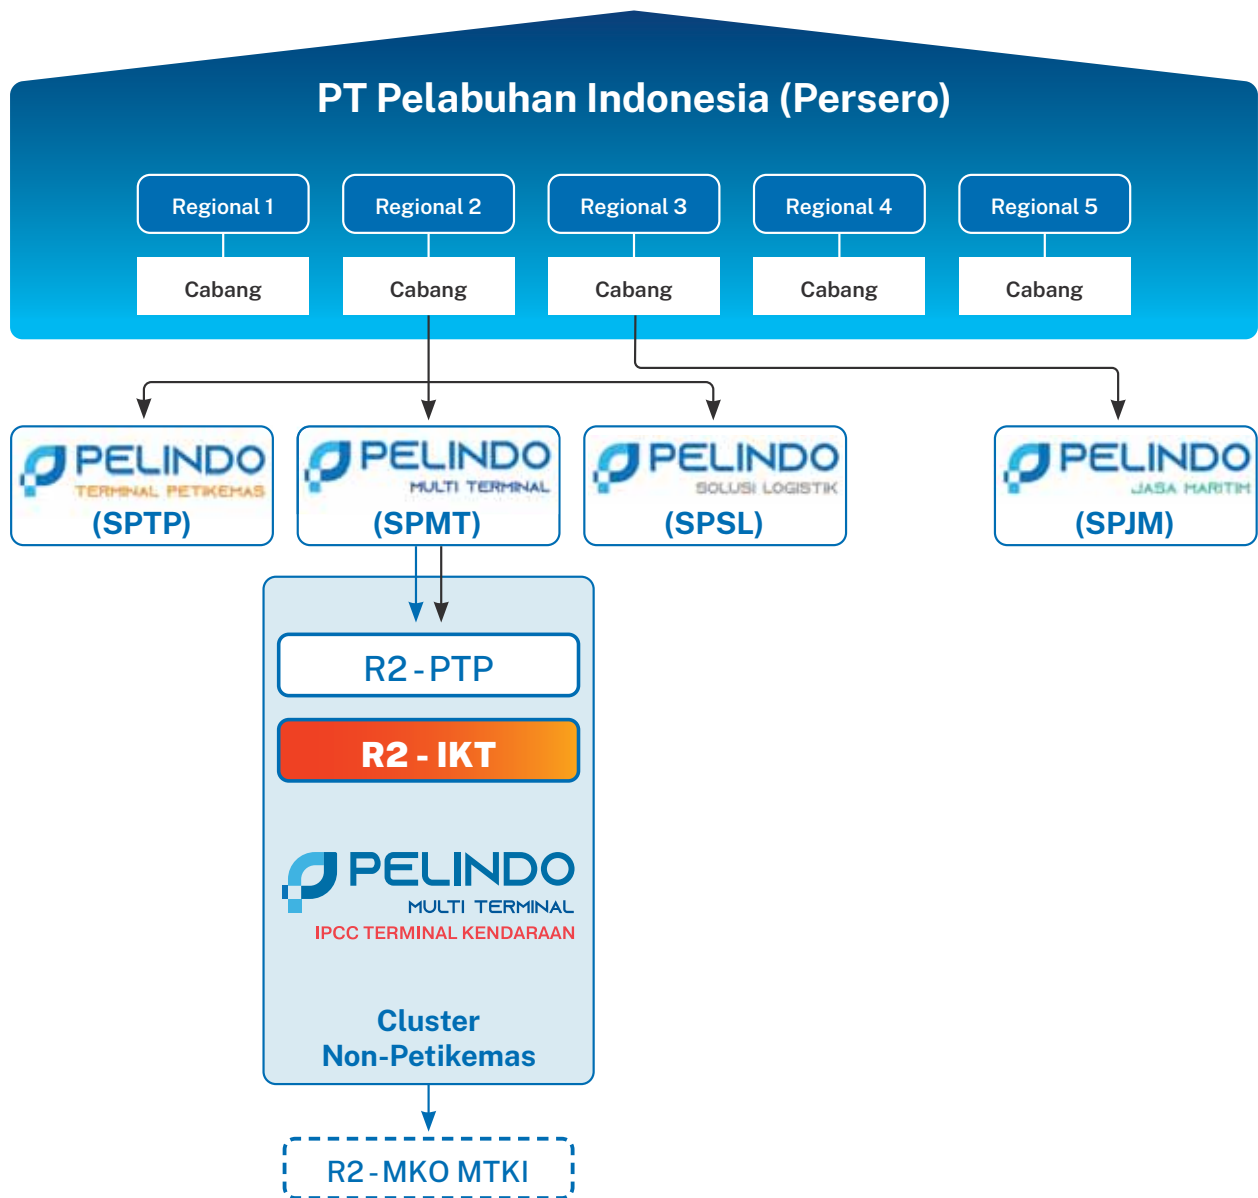 PT Pelabuhan Indonesia (Persero)
Regional 1
Regional 2
Regional 3
Regional 4
Regional 5
Cabang
Cabang
Cabang
Cabang
Cabang
PELINDO
TERMINAL PETIKEMAS
(SPTP)
PELINDO
MULTI TERMINAL
(SPMT)
PELINDO
SOLUSI LOGISTIK
(SPSL)
PELINDO
JASA MARITIM
(SPJM)
R2 - PTP
R2 - IKT
PELINDO
MULTI TERMINAL
IPCC TERMINAL KENDARAAN
Cluster
Non-Petikemas
R2 - MKO MTKI